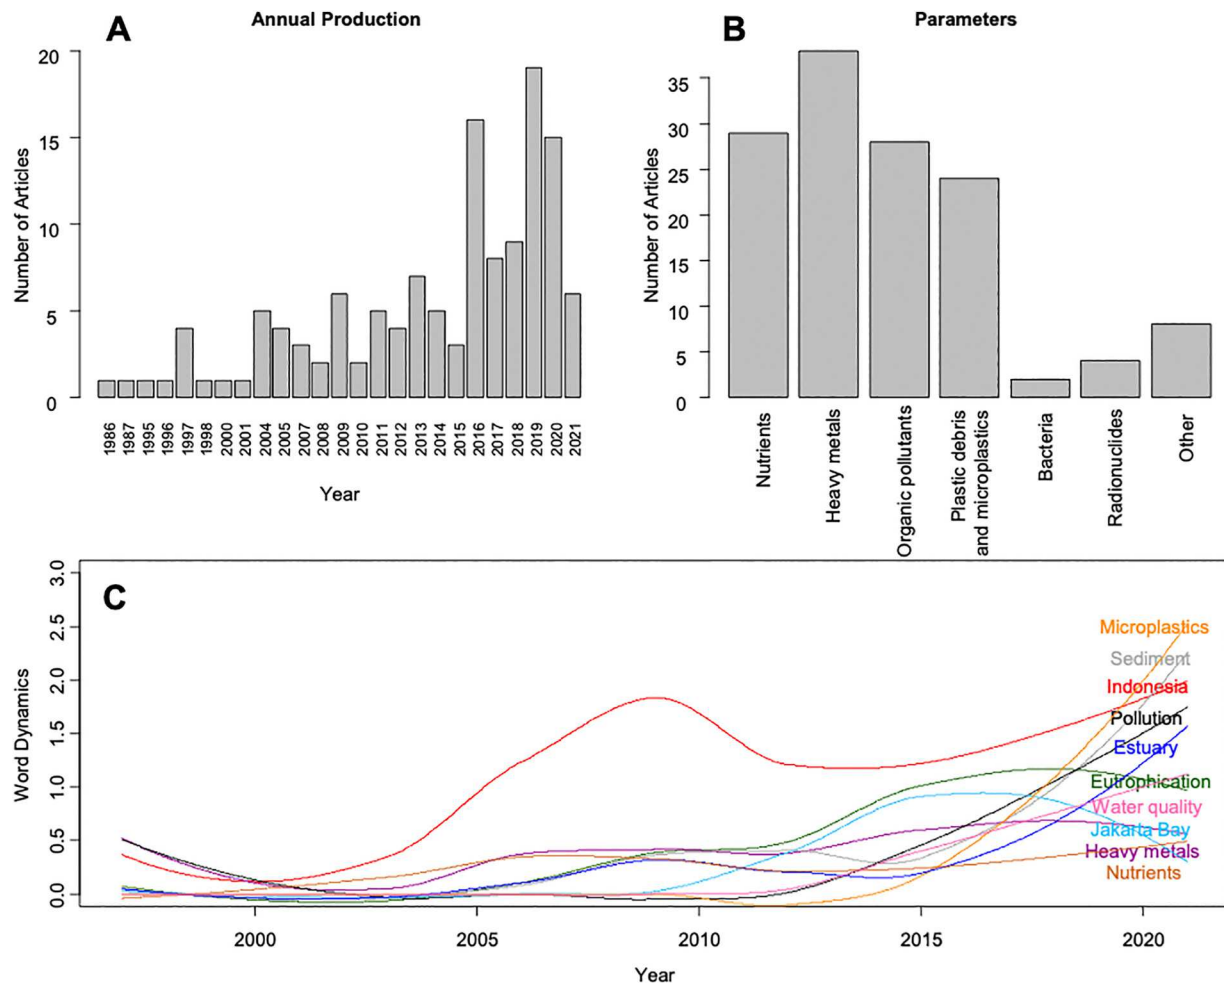 A
Annual Production
Number of Articles
20
15
10
5
0
1986
1987
1995
1996
1997
1998
2000
2001
2004
2005
2007
2008
2009
2010
2011
2012
2013
2014
2015
2016
2017
2018
2019
2020
2021
Year
B
Parameters
Number of Articles
35
30
25
20
15
10
5
0
Nutrients
Heavy metals
Organic pollutants
Plastic debris
and microplastics
Bacteria
Radionuclides
Other
C
Word Dynamics
3.0
2.5
2.0
1.5
1.0
0.5
0.0
Microplastics
Sediment
Indonesia
Pollution
Estuary
Eutrophication
Water quality
Jakarta Bay
Heavy metals
Nutrients
2000
2005
2010
2015
2020
Year